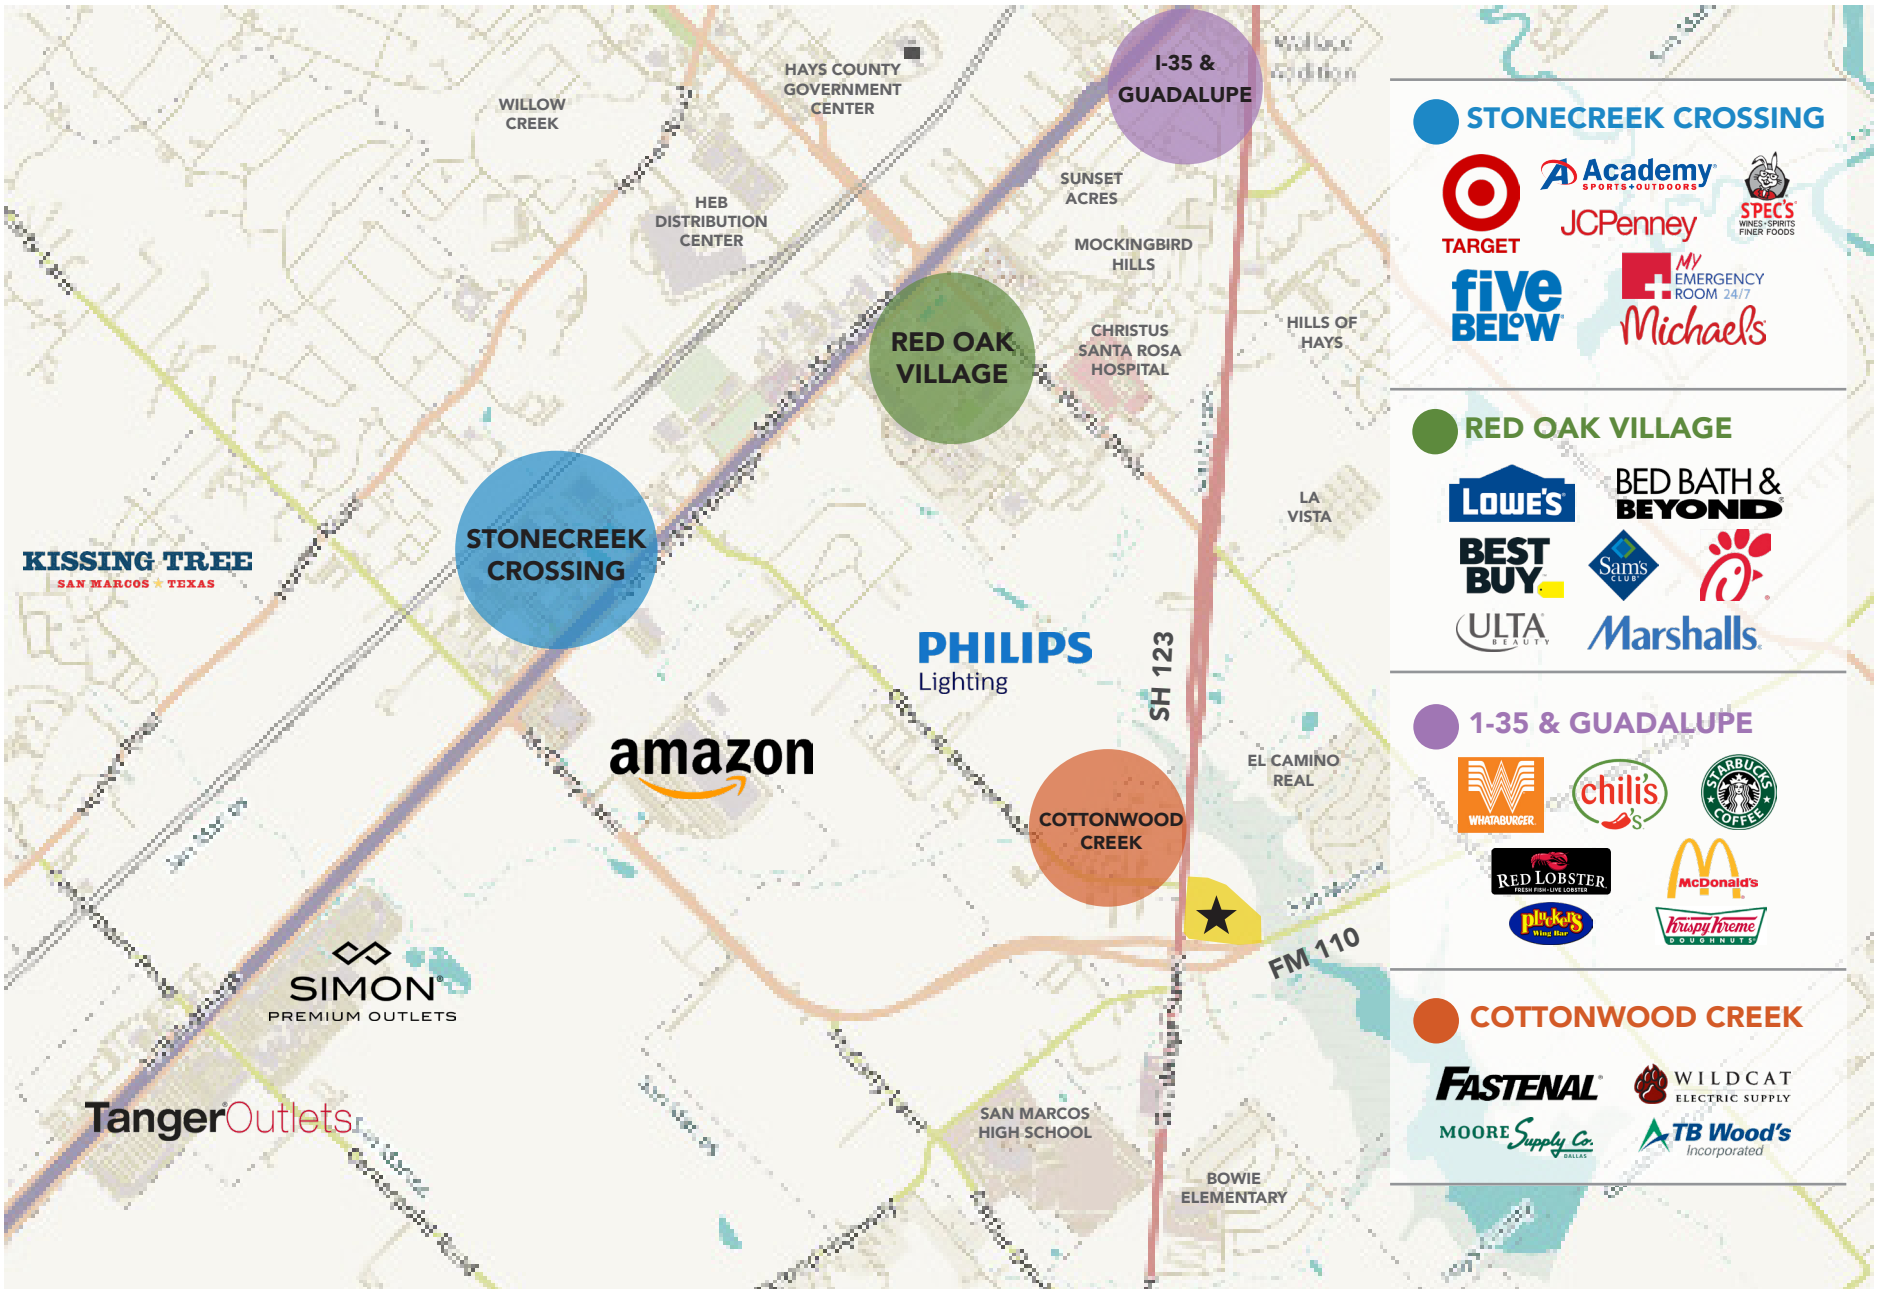 I-35 &
GUADALUPE
HAYS COUNTY
GOVERNMENT
CENTER
WILLOW
CREEK
SUNSET
ACRES
HEB
DISTRIBUTION
CENTER
MOCKINGBIRD
HILLS
RED OAK
VILLAGE
CHRISTUS
SANTA ROSA
HOSPITAL
HILLS OF
HAYS
LA
VISTA
STONECREEK
CROSSING
KISSING TREE
SAN MARCOS TEXAS
PHILIPS
Lighting
SH 123
amazon
EL CAMINO
REAL
COTTONWOOD
CREEK
FM 110
SIMON
PREMIUM OUTLETS
TangerOutlets
SAN MARCOS
HIGH SCHOOL
BOWIE
ELEMENTARY
STONECREEK CROSSING
TARGET
Academy
SPORTS+OUTDOORS
JCPenney
SPEC'S
WINES•SPIRITS
FINER FOODS
five
BEL°W
MY
EMERGENCY
ROOM 24/7
Michaels
RED OAK VILLAGE
LOWE'S
BED BATH &
BEYOND
BEST
BUY
Sam's
CLUB
ULTA
BEAUTY
Marshalls.
1-35 & GUADALUPE
WHATABURGER
chili's
STARBUCKS
COFFEE
RED LOBSTER
FRESH FISH•LIVE LOBSTER
McDonald's
pluckers
Wing Bar
Krispy Kreme
DOUGHNUTS
COTTONWOOD CREEK
FASTENAL
WILDCAT
ELECTRIC SUPPLY
MOORE Supply Co.
DALLAS
TB Wood's
Incorporated